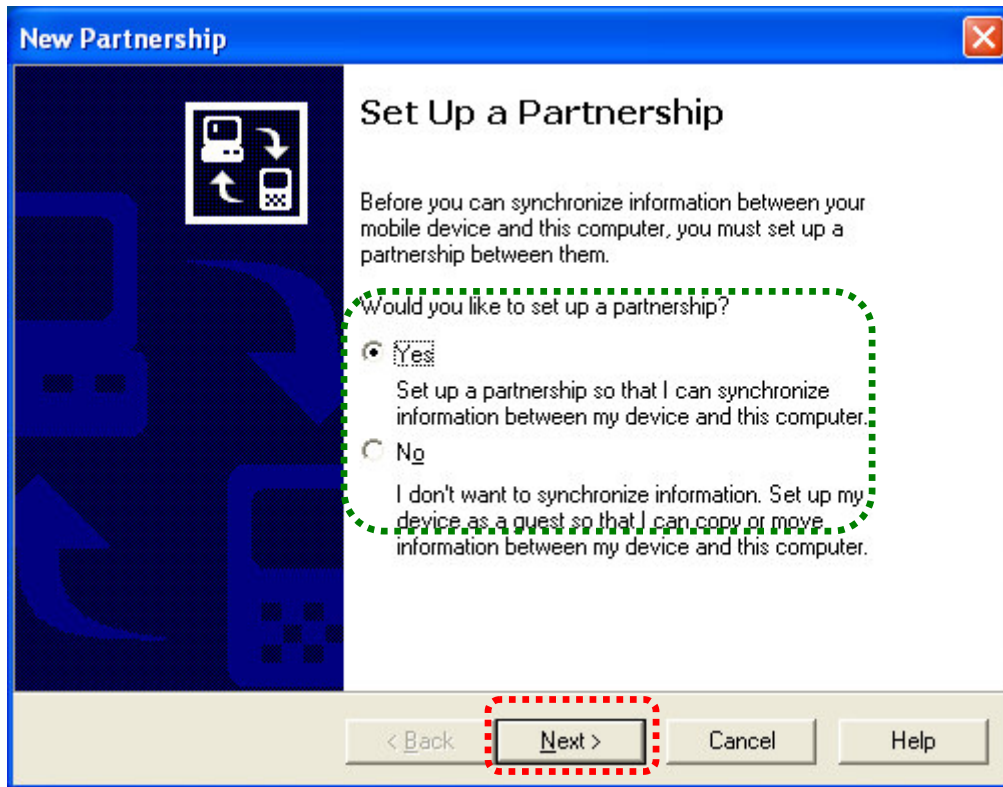 New Partnership
Set Up a Partnership
Before you can synchronize information between your
mobile device and this computer, you must set up a
partnership between them.
Would you like to set up a partnership?
Yes
Set up a partnership so that I can synchronize
information between my device and this computer.
No
I don't want to synchronize information. Set up my
device as a guest so that I can copy or move
information between my device and this computer.
< Back
Next >
Cancel
Help